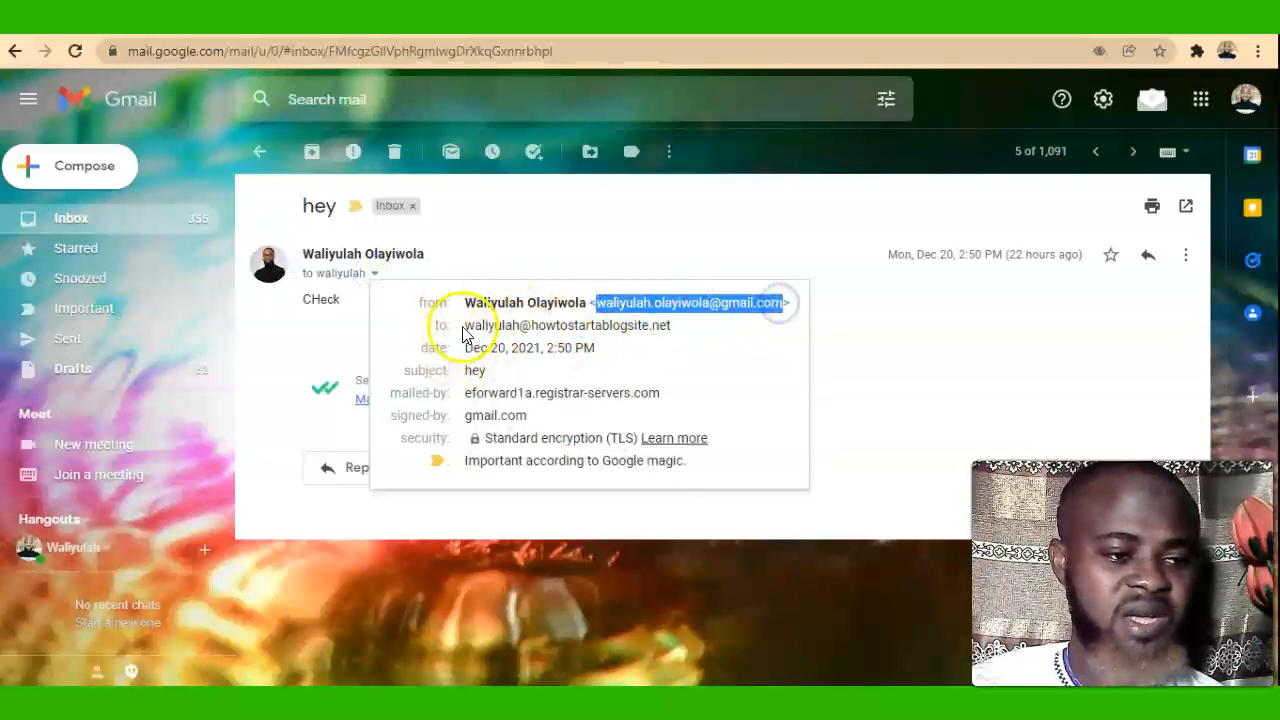 mail.google.com/mail/u/0/#inbox/
Gmail
Search mail
Compose
5 of 1,091
Inbox 355
Starred
Snoozed
Important
Sent
Drafts
Meet
New meeting
Join a meeting
Hangouts
Waliyulah
No recent chats
Start a new one
hey
Inbox ×
Waliyulah Olayiwola
Mon, Dec 20, 2:50 PM (22 hours ago)
to waliyulah
CHeck
from: Waliyulah Olayiwola <waliyulah.olayiwola@gmail.com>
to: waliyulah@howtostartablogsite.net
date: Dec 20, 2021, 2:50 PM
subject: hey
mailed-by: eforward1a.registrar-servers.com
signed-by: gmail.com
security: Standard encryption (TLS) Learn more
Important according to Google magic.
Se
Ma
Rep
31